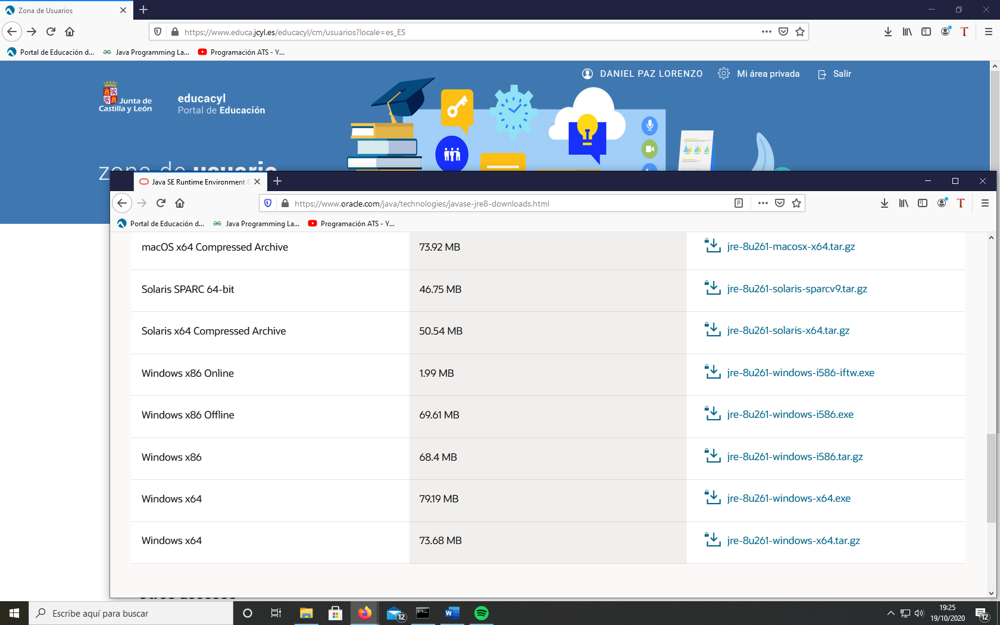 Zona de Usuarios
https://www.educa.jcyl.es/educacyl/cm/usuarios?locale=es_ES
Portal de Educación d...
Java Programming La...
Programación ATS - Y...
DANIEL PAZ LORENZO
Mi área privada
Salir
Junta de
Castilla y León
educacyl
Portal de Educación
zona de usuario
Java SE Runtime Environment 8
https://www.oracle.com/java/technologies/javase-jre8-downloads.html
Portal de Educación d...
Java Programming La...
Programación ATS - Y...
macOS x64 Compressed Archive 73.92 MB jre-8u261-macosx-x64.tar.gz
Solaris SPARC 64-bit 46.75 MB jre-8u261-solaris-sparcv9.tar.gz
Solaris x64 Compressed Archive 50.54 MB jre-8u261-solaris-x64.tar.gz
Windows x86 Online 1.99 MB jre-8u261-windows-i586-iftw.exe
Windows x86 Offline 69.61 MB jre-8u261-windows-i586.exe
Windows x86 68.4 MB jre-8u261-windows-i586.tar.gz
Windows x64 79.19 MB jre-8u261-windows-x64.exe
Windows x64 73.68 MB jre-8u261-windows-x64.tar.gz
Escribe aquí para buscar
12
19:25
19/10/2020
12